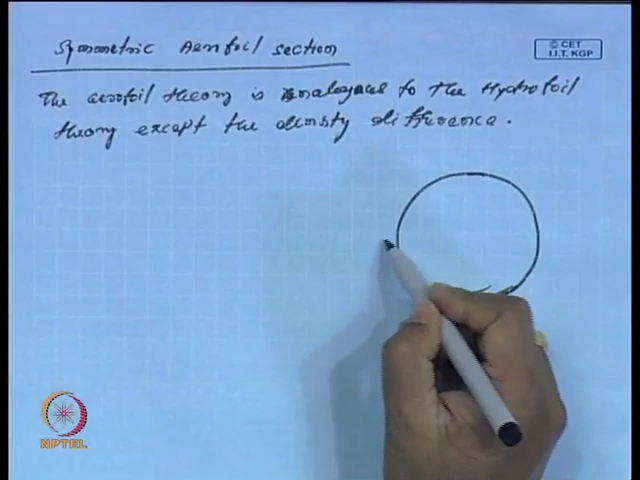 Symmetric Aerofoil section
© CET
I.I.T. KGP
The aerofoil theory is analogous to the Hydrofoil
theory except the density difference.
NPTEL